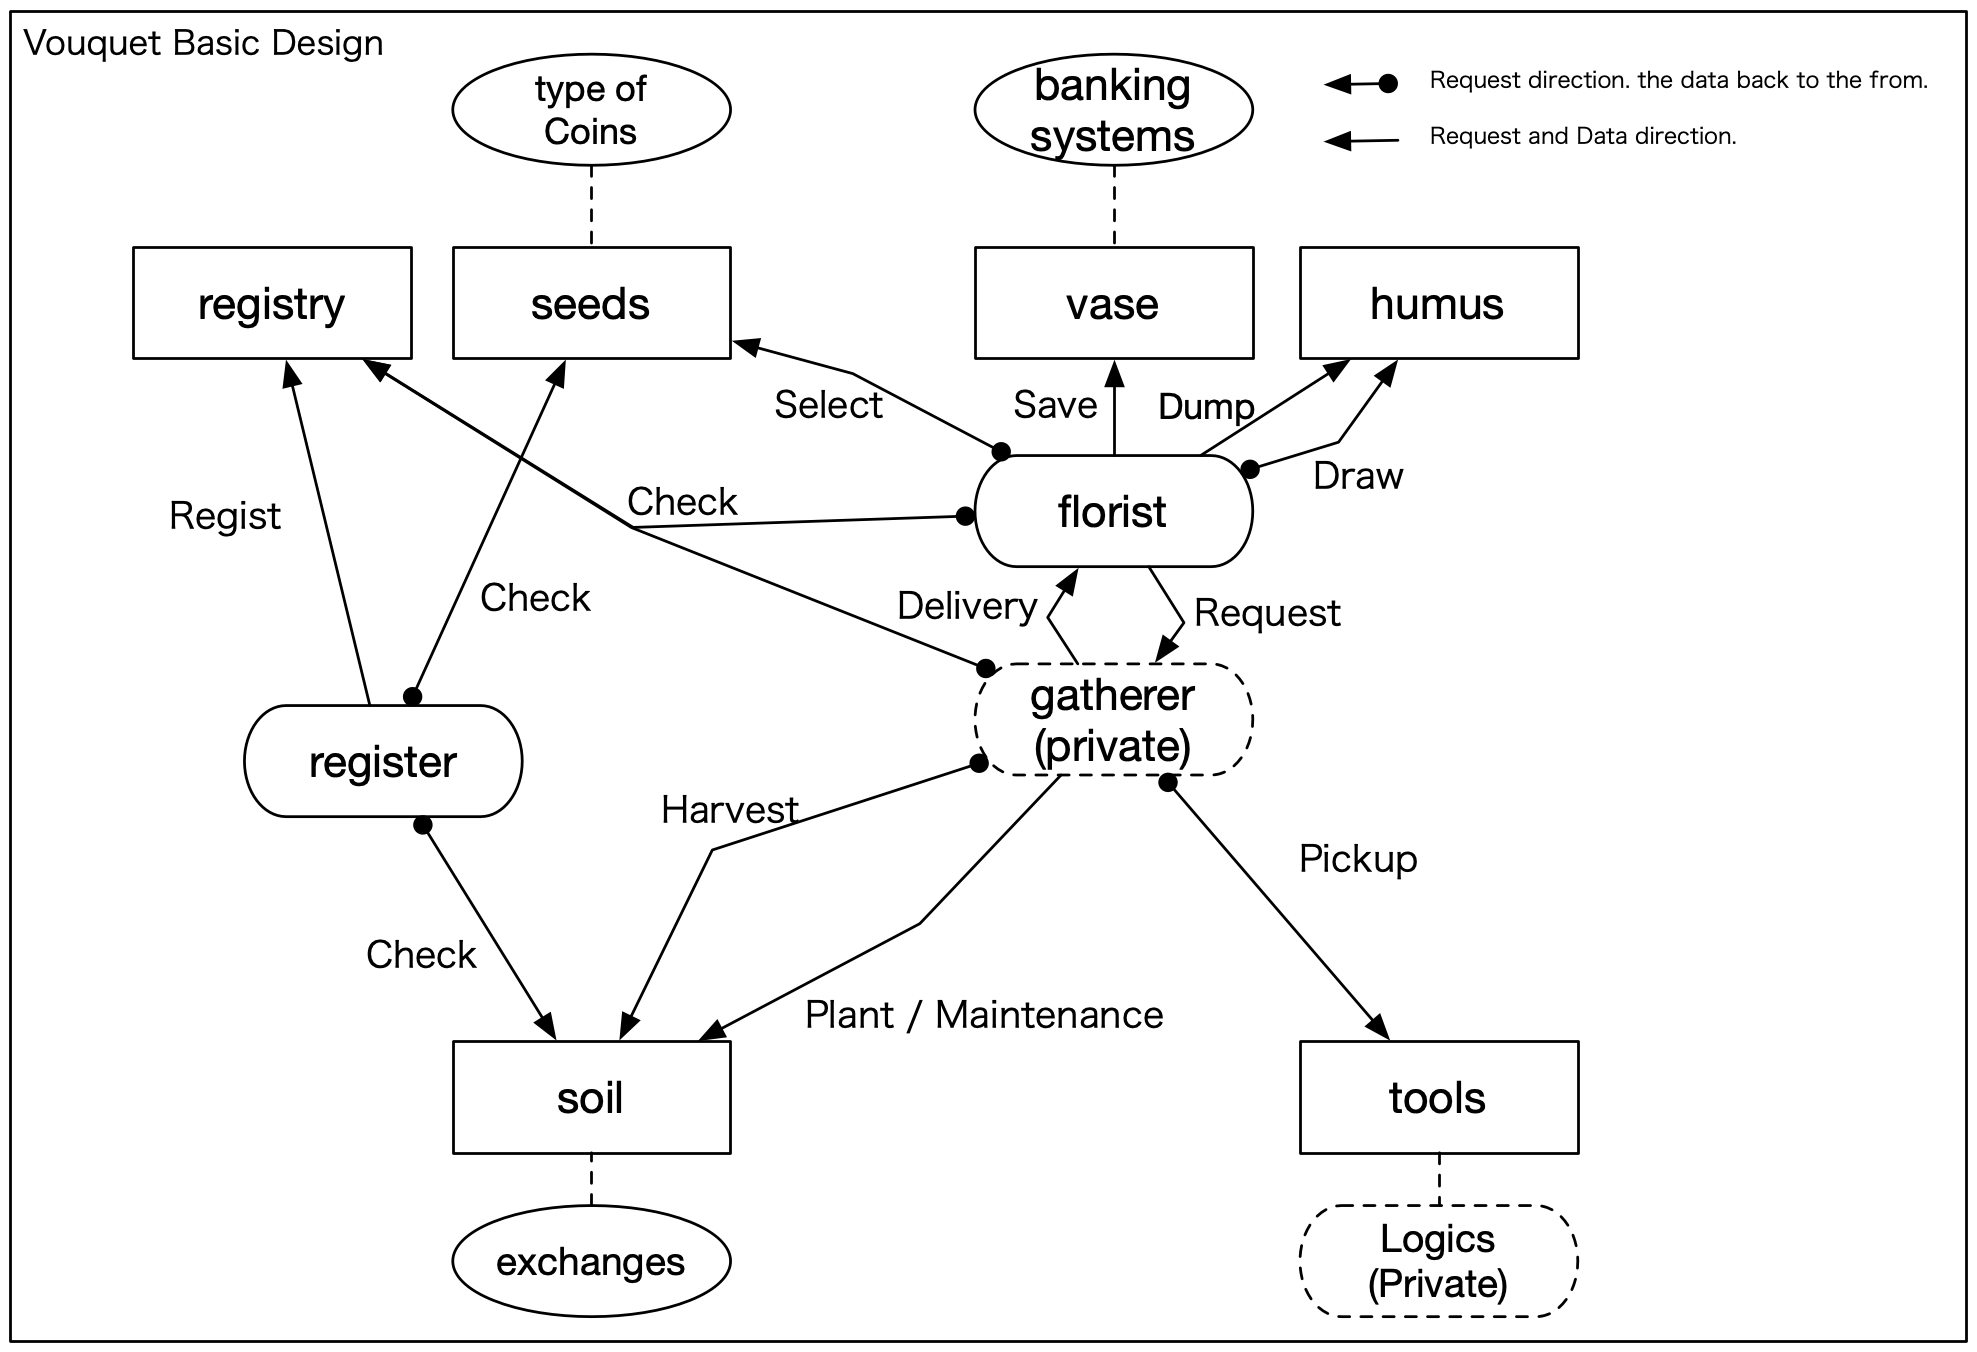 Vouquet Basic Design
type of
Coins
banking
systems
Request direction. the data back to the from.
Request and Data direction.
registry
seeds
vase
humus
Select
Save
Dump
Draw
Regist
Check
florist
Check
Delivery
Request
gatherer
(private)
register
Harvest
Pickup
Check
Plant / Maintenance
soil
tools
exchanges
Logics
(Private)